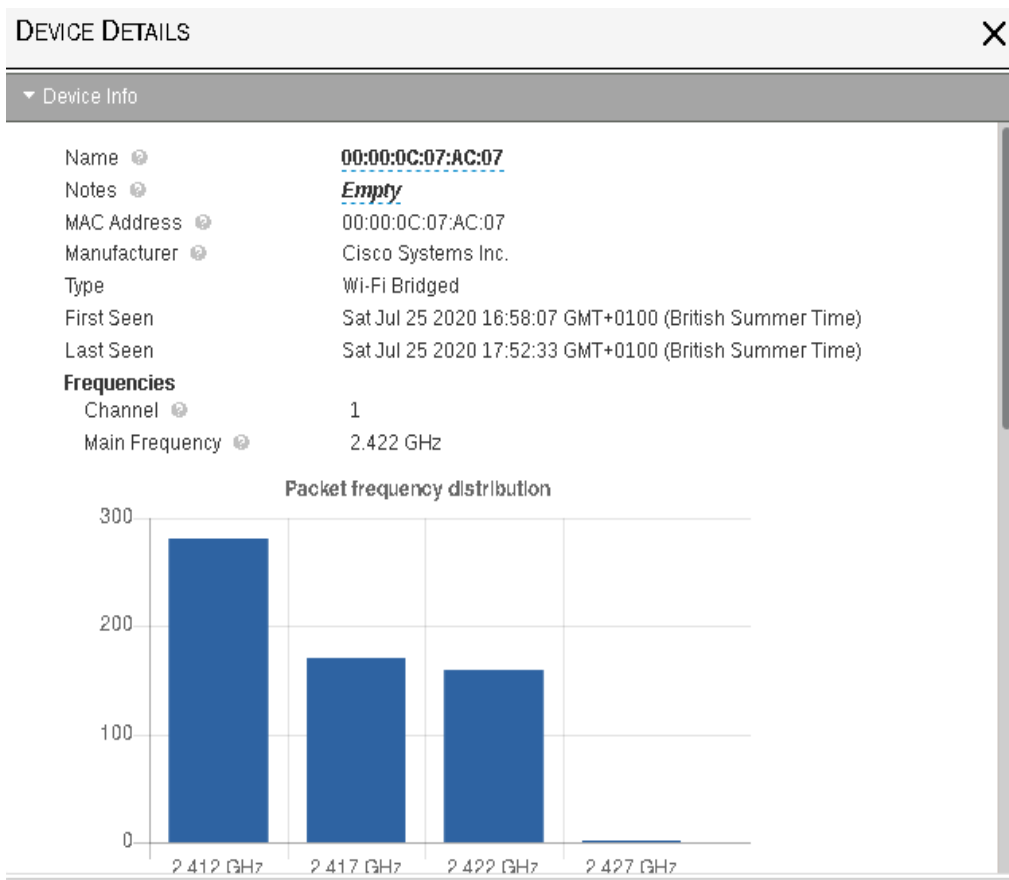 DEVICE DETAILS
Device Info
Name 00:00:0C:07:AC:07
Notes Empty
MAC Address 00:00:0C:07:AC:07
Manufacturer Cisco Systems Inc.
Type Wi-Fi Bridged
First Seen Sat Jul 25 2020 16:58:07 GMT+0100 (British Summer Time)
Last Seen Sat Jul 25 2020 17:52:33 GMT+0100 (British Summer Time)
Frequencies
Channel 1
Main Frequency 2.422 GHz
Packet frequency distribution
300
200
100
0
2.412 GHz 2.417 GHz 2.422 GHz 2.427 GHz